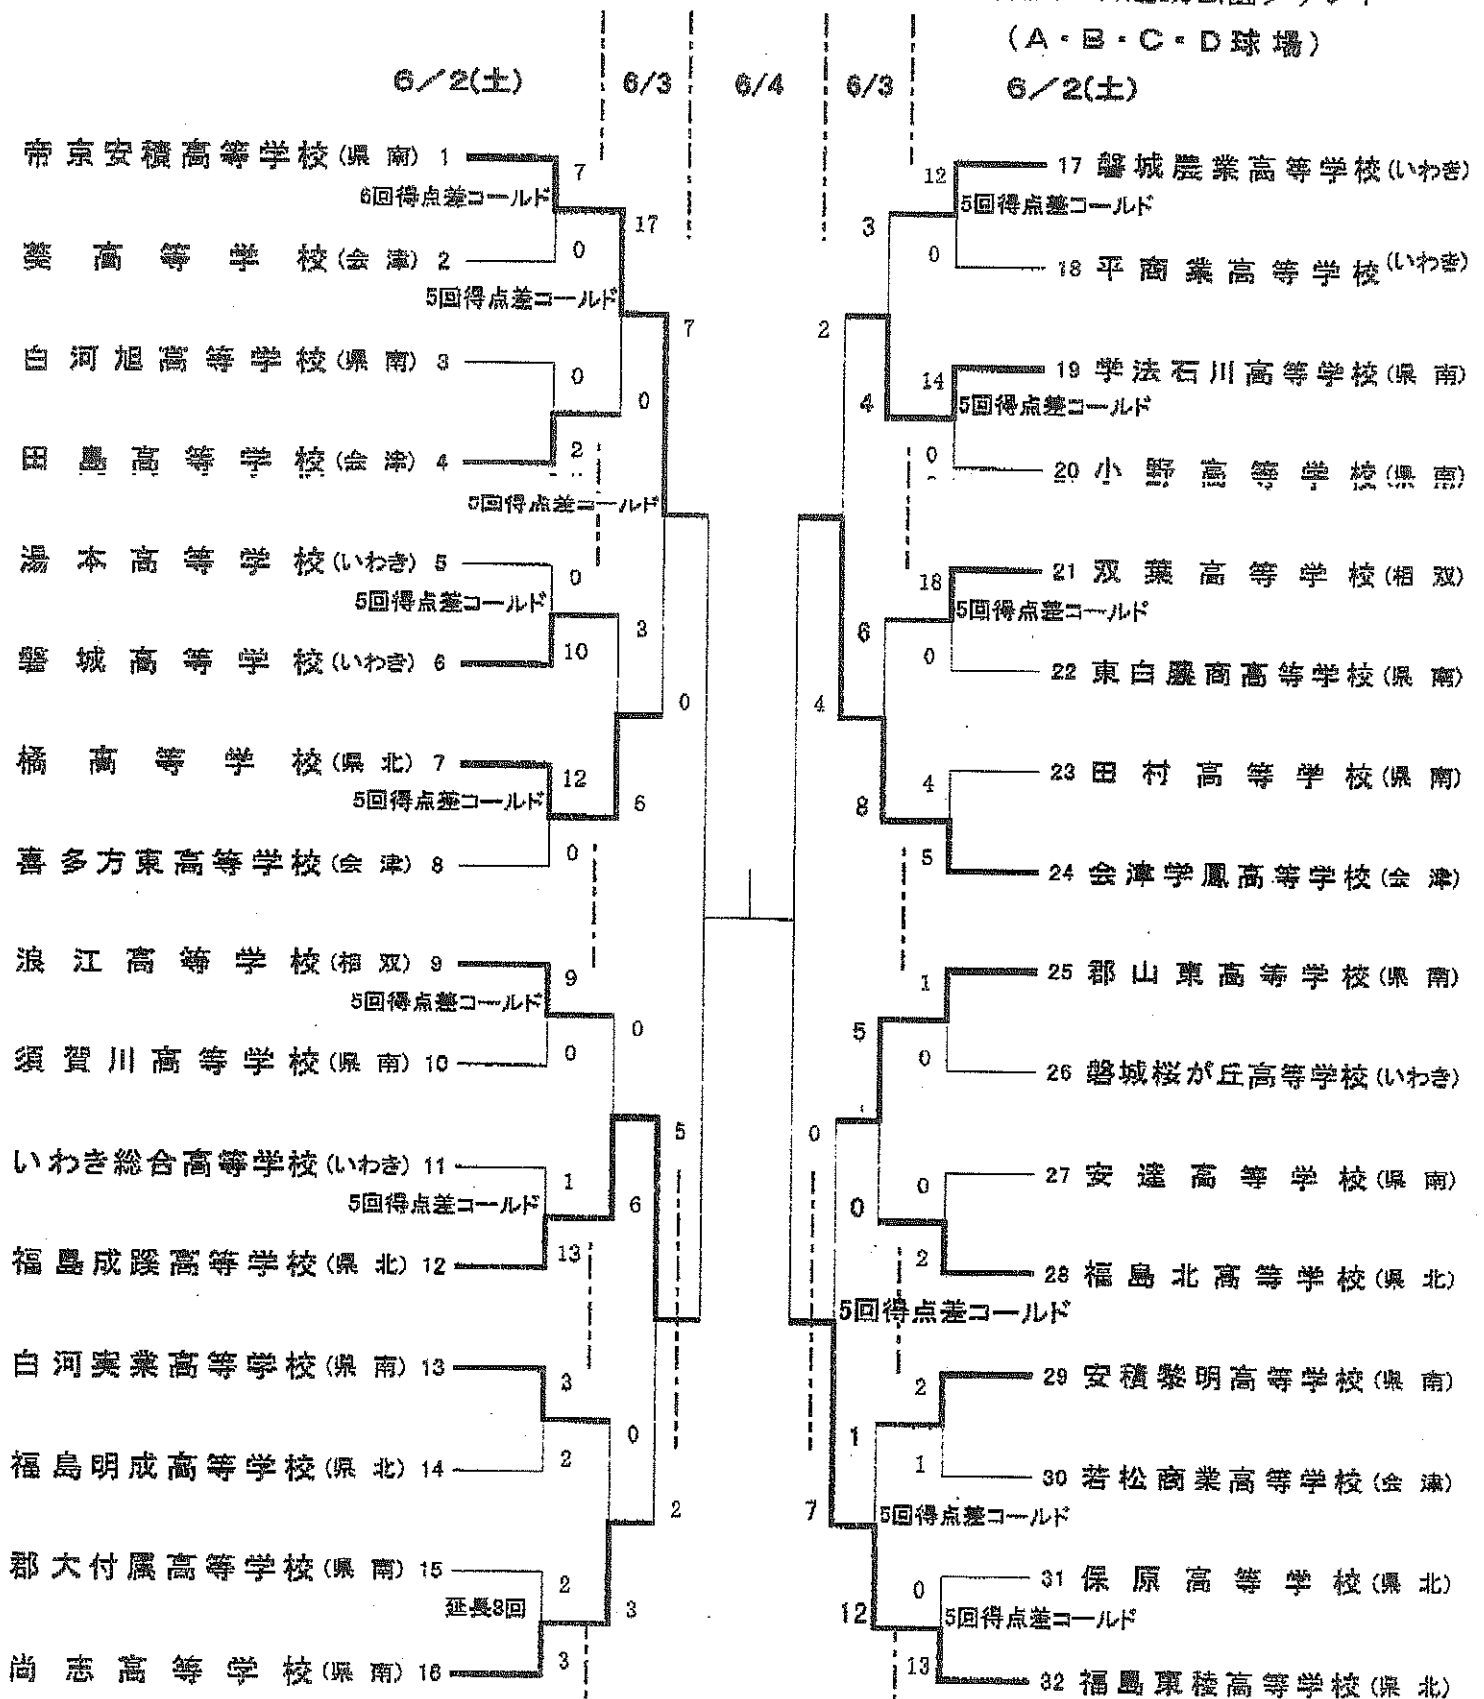 (A・B・C・D球場)
6/2(土)
6/3
6/4
6/3
6/2(土)
帝京安積高等学校(県南) 1
7
6回得点差コールド
17
葵高等学校(会津) 2
0
5回得点差コールド
7
白河旭高等学校(県南) 3
0
0
田島高等学校(会津) 4
2
5回得点差コールド
湯本高等学校(いわき) 5
0
5回得点差コールド
3
磐城高等学校(いわき) 6
10
0
橘高等学校(県北) 7
12
5回得点差コールド
6
喜多方東高等学校(会津) 8
0
浪江高等学校(相双) 9
9
5回得点差コールド
0
須賀川高等学校(県南) 10
0
5
いわき総合高等学校(いわき) 11
1
5回得点差コールド
6
福島成蹊高等学校(県北) 12
13
白河実業高等学校(県南) 13
3
0
福島明成高等学校(県北) 14
2
2
郡大付属高等学校(県南) 15
2
延長8回
3
尚志高等学校(県南) 16
3
12
17 磐城農業高等学校(いわき)
5回得点差コールド
3
0
18 平商業高等学校(いわき)
2
14
19 学法石川高等学校(県南)
4
5回得点差コールド
0
20 小野高等学校(県南)
18
21 双葉高等学校(相双)
5回得点差コールド
6
0
22 東白農商高等学校(県南)
4
4
23 田村高等学校(県南)
8
5
24 会津学鳳高等学校(会津)
1
25 郡山東高等学校(県南)
5
0
26 磐城桜が丘高等学校(いわき)
0
0
27 安達高等学校(県南)
0
2
28 福島北高等学校(県北)
5回得点差コールド
2
29 安積黎明高等学校(県南)
1
1
30 若松商業高等学校(会津)
7
5回得点差コールド
0
31 保原高等学校(県北)
12
5回得点差コールド
13
32 福島東稜高等学校(県北)